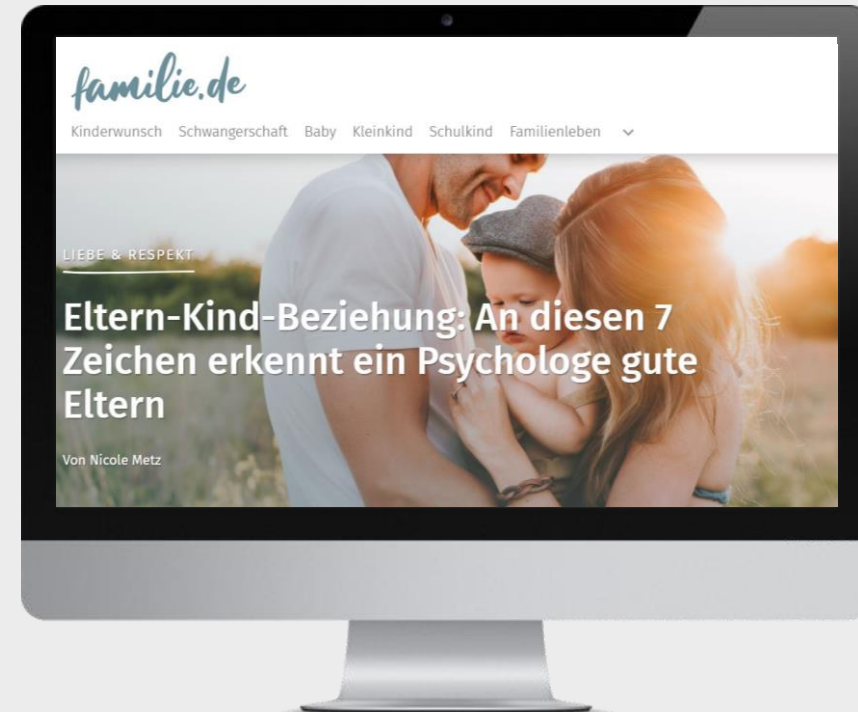 familie.de
Kinderwunsch Schwangerschaft Baby Kleinkind Schulkind Familienleben
LIEBE & RESPEKT
Eltern-Kind-Beziehung: An diesen 7
Zeichen erkennt ein Psychologe gute
Eltern
Von Nicole Metz